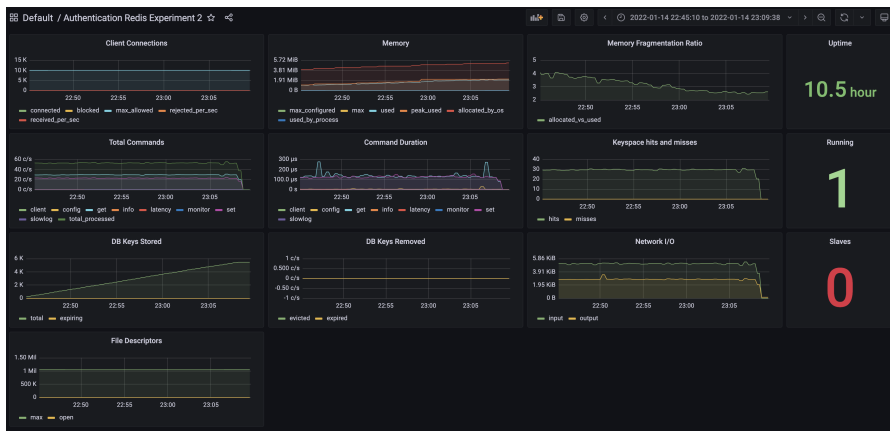 Default / Authentication Redis Experiment 2
2022-01-14 22:45:10 to 2022-01-14 23:09:38
Client Connections
15 K
10 K
5 K
0
22:50 22:55 23:00 23:05
connected blocked max_allowed rejected_per_sec
received_per_sec
Memory
5.72 MiB
3.81 MiB
1.91 MiB
0 B
22:50 22:55 23:00 23:05
max_configured max used peak_used allocated_by_os
used_by_process
Memory Fragmentation Ratio
5
4
3
2
22:50 22:55 23:00 23:05
allocated_vs_used
Uptime
10.5 hour
Total Commands
60 c/s
40 c/s
20 c/s
0 c/s
22:50 22:55 23:00 23:05
client config get info latency monitor set
slowlog total_processed
Command Duration
300 µs
200 µs
100.0 µs
0 s
22:50 22:55 23:00 23:05
client config get info latency monitor set
slowlog
Keyspace hits and misses
40
30
20
10
0
22:50 22:55 23:00 23:05
hits misses
Running
1
DB Keys Stored
6 K
4 K
2 K
0
22:50 22:55 23:00 23:05
total expiring
DB Keys Removed
1 c/s
0.500 c/s
0 c/s
-0.50 c/s
-1 c/s
22:50 22:55 23:00 23:05
evicted expired
Network I/O
5.86 KiB
3.91 KiB
1.95 KiB
0 B
22:50 22:55 23:00 23:05
input output
Slaves
0
File Descriptors
1.50 Mil
1 Mil
500 K
0
22:50 22:55 23:00 23:05
max open